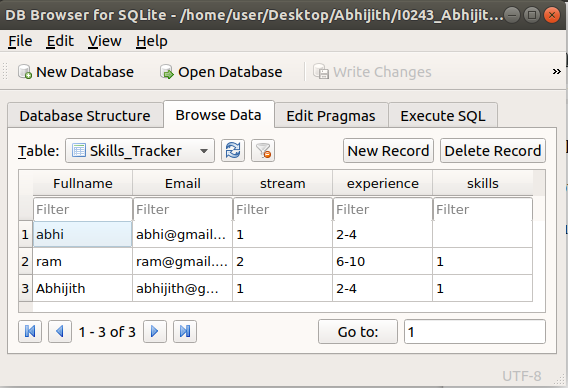 DB Browser for SQLite - /home/user/Desktop/Abhijith/I0243_Abhijit...
File Edit View Help
New Database Open Database Write Changes »
Database Structure Browse Data Edit Pragmas Execute SQL
Table: Skills_Tracker New Record Delete Record
Fullname Email stream experience skills
Filter Filter Filter Filter Filter
1 abhi abhi@gmail... 1 2-4
2 ram ram@gmail.... 2 6-10 1
3 Abhijith abhijith@g... 1 2-4 1
1 - 3 of 3 Go to: 1
UTF-8